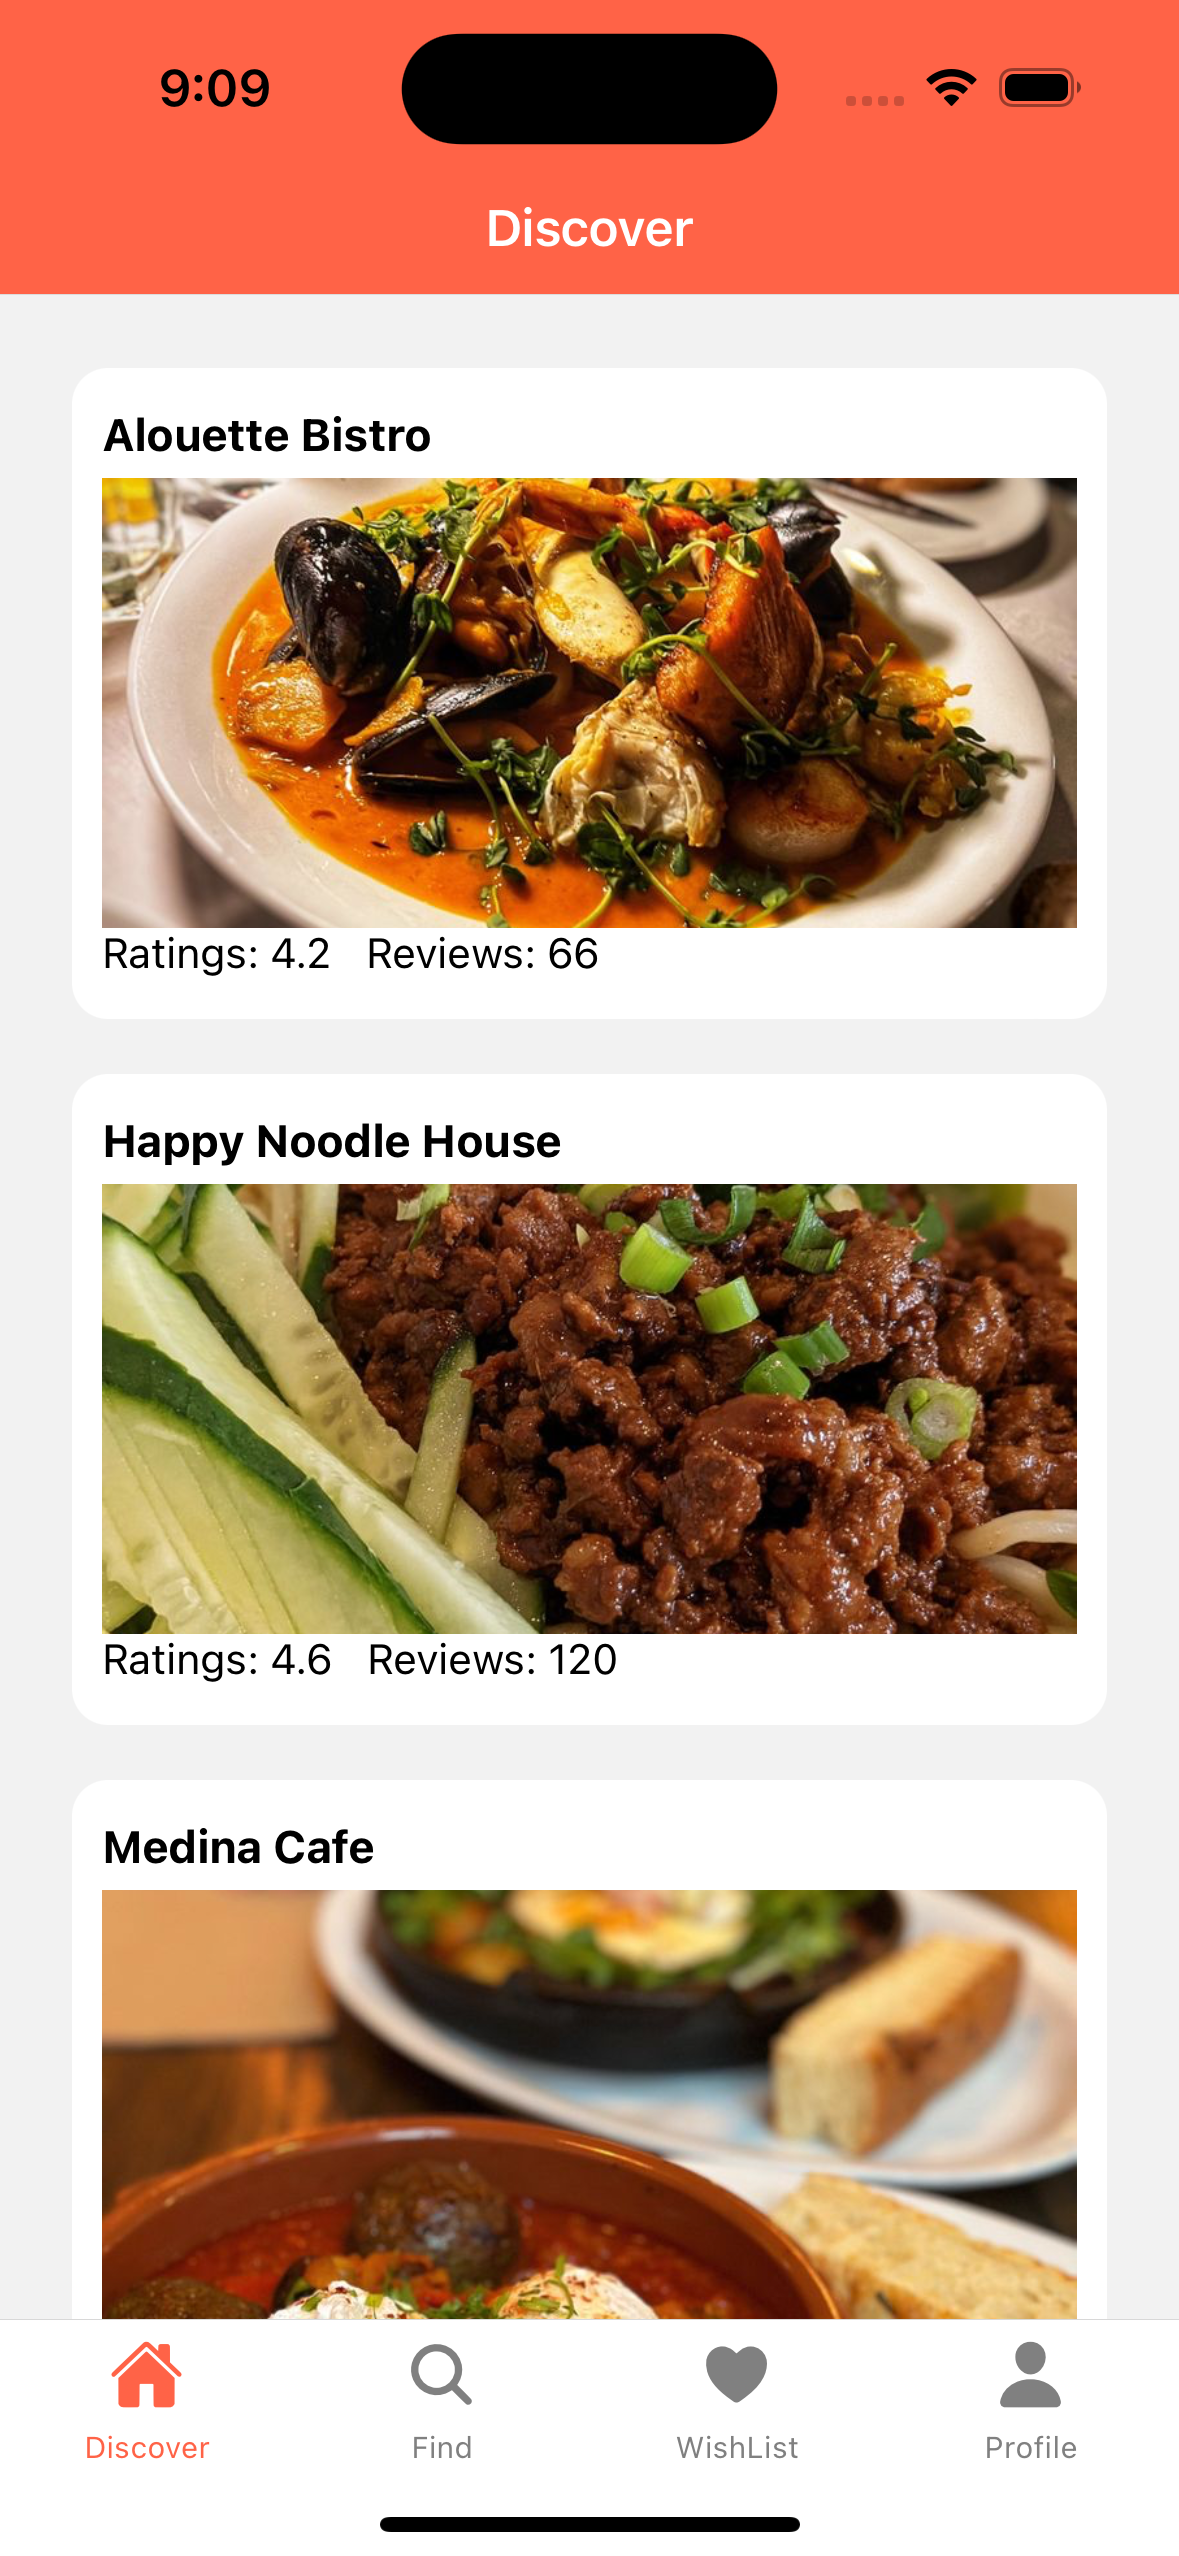 9:09
Discover
Alouette Bistro
Ratings: 4.2 Reviews: 66
Happy Noodle House
Ratings: 4.6 Reviews: 120
Medina Cafe
Discover Find WishList Profile